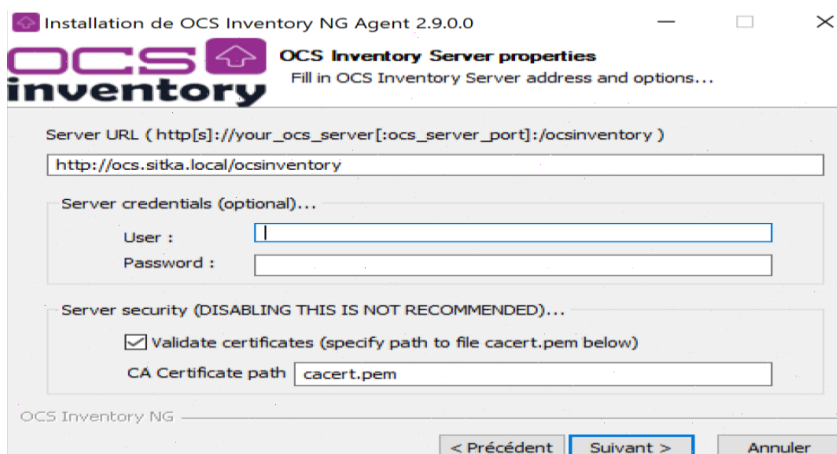 Installation de OCS Inventory NG Agent 2.9.0.0
OCS
inventory
OCS Inventory Server properties
Fill in OCS Inventory Server address and options...
Server URL ( http[s]://your_ocs_server[:ocs_server_port]:/ocsinventory )
http://ocs.sitka.local/ocsinventory
Server credentials (optional)...
User :
Password :
Server security (DISABLING THIS IS NOT RECOMMENDED)...
Validate certificates (specify path to file cacert.pem below)
CA Certificate path cacert.pem
OCS Inventory NG
< Précédent Suivant > Annuler